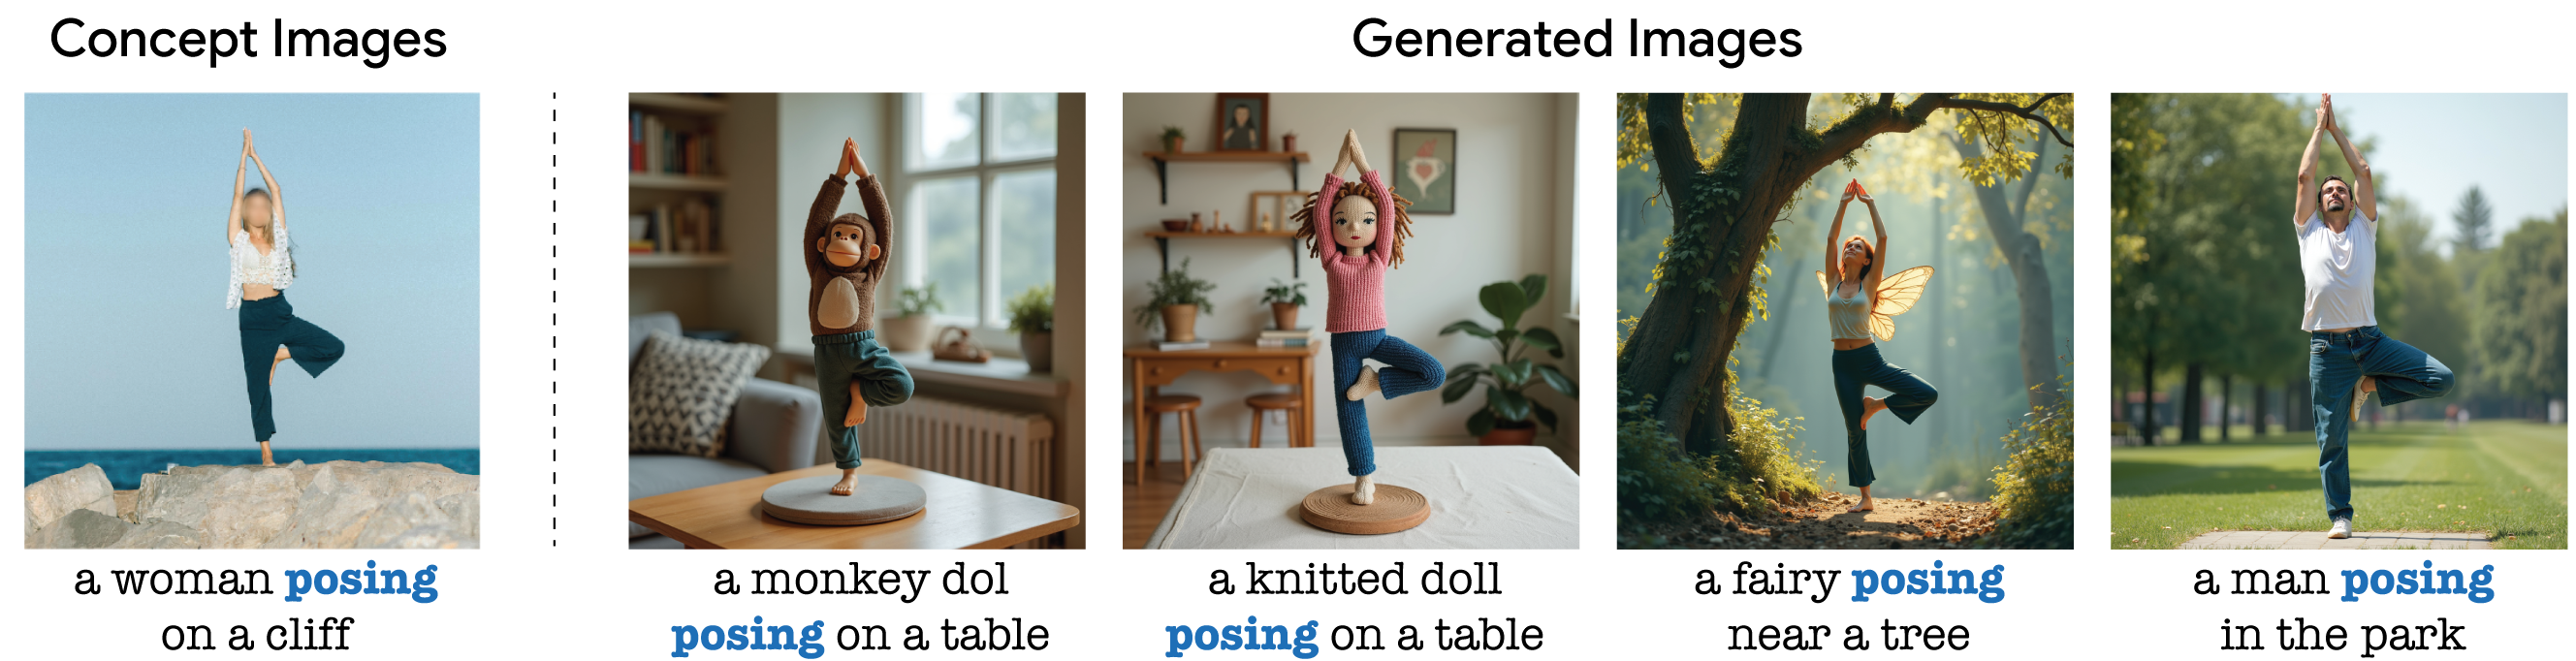 Concept Images
Generated Images
a woman posing
on a cliff
a monkey dol
posing on a table
a knitted doll
posing on a table
a fairy posing
near a tree
a man posing
in the park